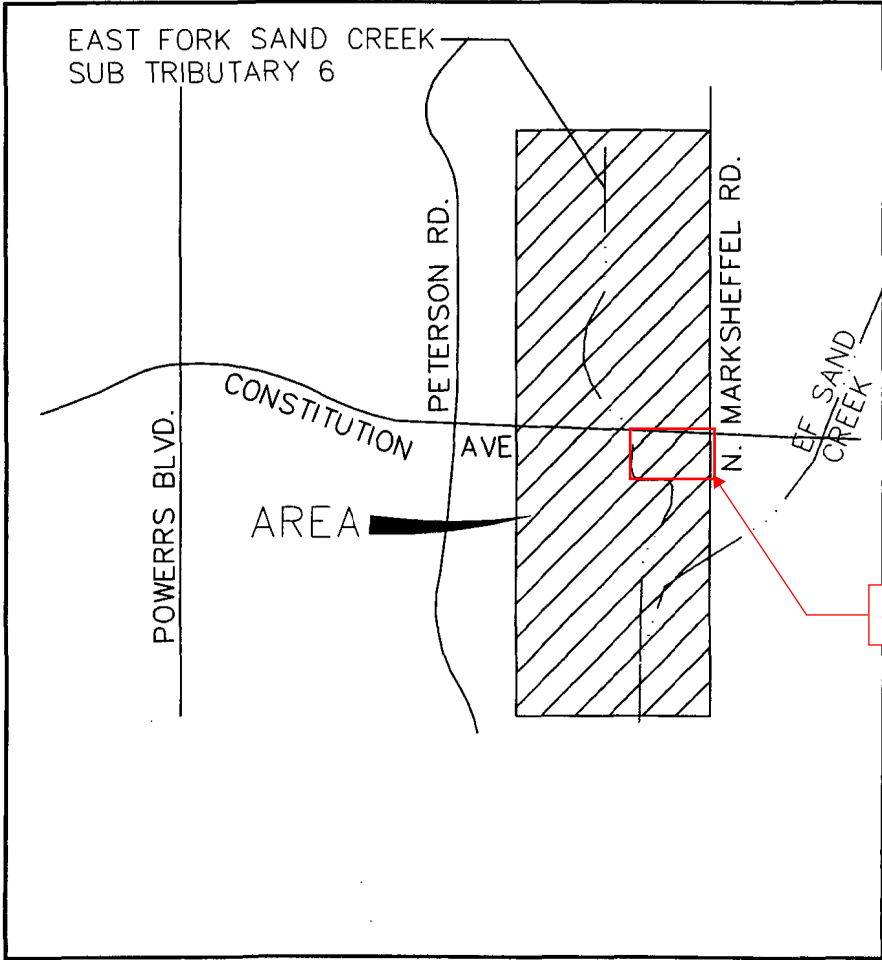 EAST FORK SAND CREEK
SUB TRIBUTARY 6
PETERSON RD.
N. MARKSHEFFEL RD.
CONSTITUTION AVE
EF SAND
CREEK
POWERRS BLVD.
AREA